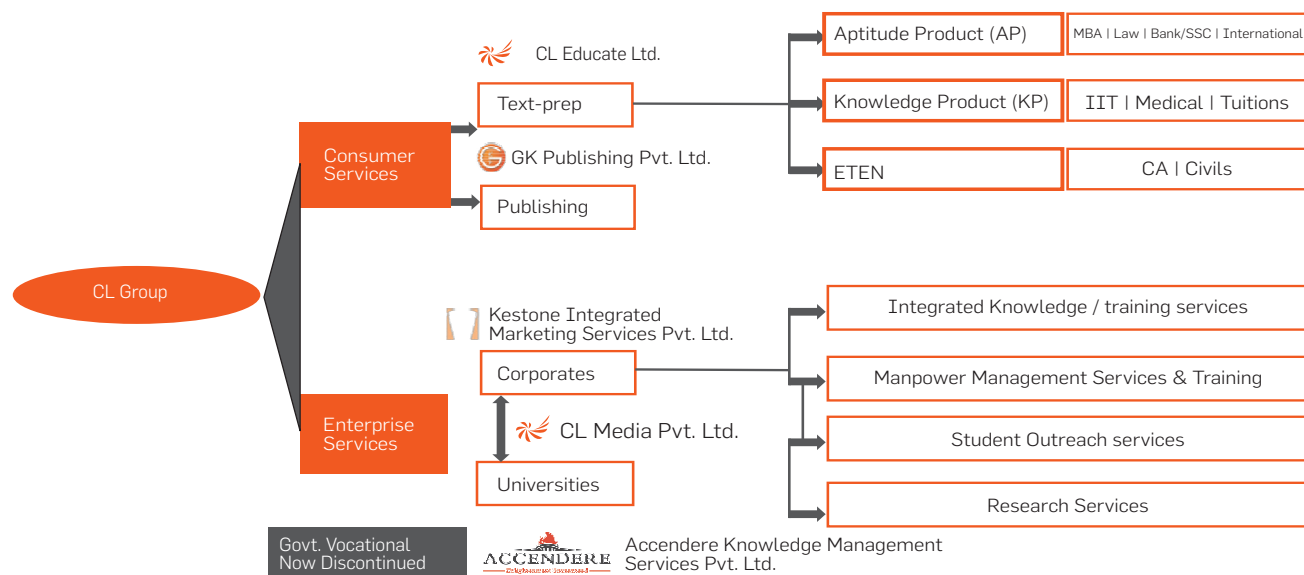 CL Group
Consumer
Services
CL Educate Ltd.
Text-prep
GK Publishing Pvt. Ltd.
Publishing
Aptitude Product (AP)
MBA | Law | Bank/SSC | International
Knowledge Product (KP)
IIT | Medical | Tuitions
ETEN
CA | Civils
Enterprise
Services
Kestone Integrated
Marketing Services Pvt. Ltd.
Corporates
CL Media Pvt. Ltd.
Universities
Integrated Knowledge / training services
Manpower Management Services & Training
Student Outreach services
Research Services
Govt. Vocational
Now Discontinued
ACCENDERE
Accendere Knowledge Management
Services Pvt. Ltd.